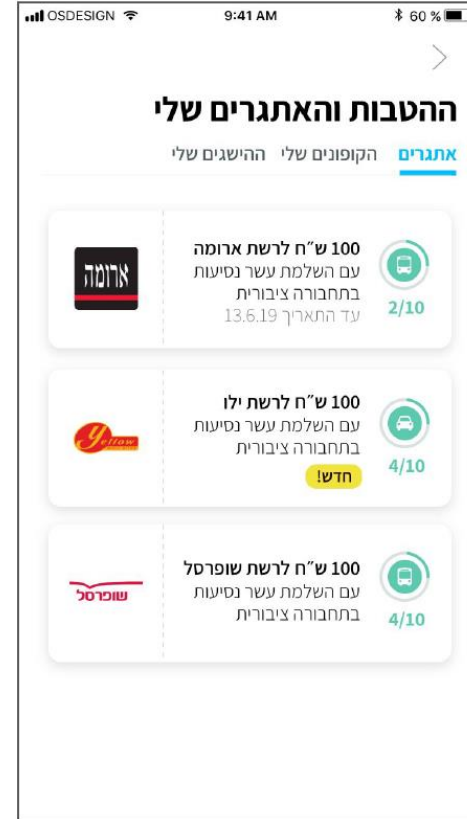 OSDESIGN 9:41 AM 60 %
ההטבות והאתגרים שלי
אתגרים הקופונים שלי ההישגים שלי
100 ש״ח לרשת ארומה
עם השלמת עשר נסיעות
בתחבורה ציבורית
עד התאריך 13.6.19
2/10
ארומה
100 ש״ח לרשת ילו
עם השלמת עשר נסיעות
בתחבורה ציבורית
חדש!
4/10
Yellow
100 ש״ח לרשת שופרסל
עם השלמת עשר נסיעות
בתחבורה ציבורית
4/10
שופרסל